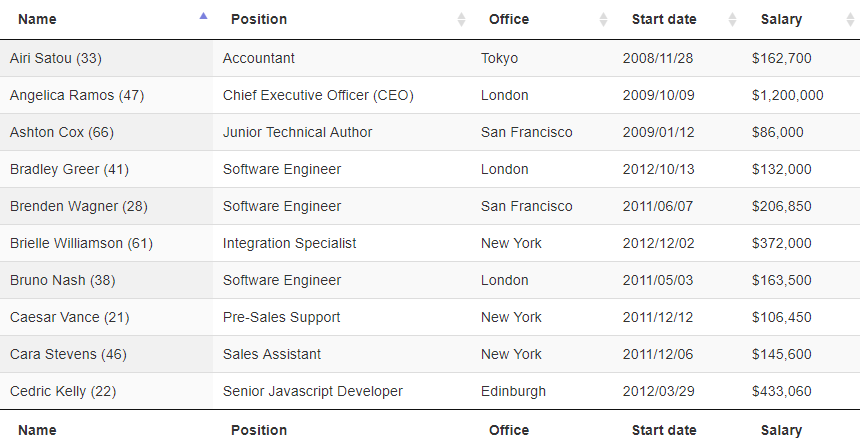 Name Position Office Start date Salary
Airi Satou (33) Accountant Tokyo 2008/11/28 $162,700
Angelica Ramos (47) Chief Executive Officer (CEO) London 2009/10/09 $1,200,000
Ashton Cox (66) Junior Technical Author San Francisco 2009/01/12 $86,000
Bradley Greer (41) Software Engineer London 2012/10/13 $132,000
Brenden Wagner (28) Software Engineer San Francisco 2011/06/07 $206,850
Brielle Williamson (61) Integration Specialist New York 2012/12/02 $372,000
Bruno Nash (38) Software Engineer London 2011/05/03 $163,500
Caesar Vance (21) Pre-Sales Support New York 2011/12/12 $106,450
Cara Stevens (46) Sales Assistant New York 2011/12/06 $145,600
Cedric Kelly (22) Senior Javascript Developer Edinburgh 2012/03/29 $433,060
Name Position Office Start date Salary